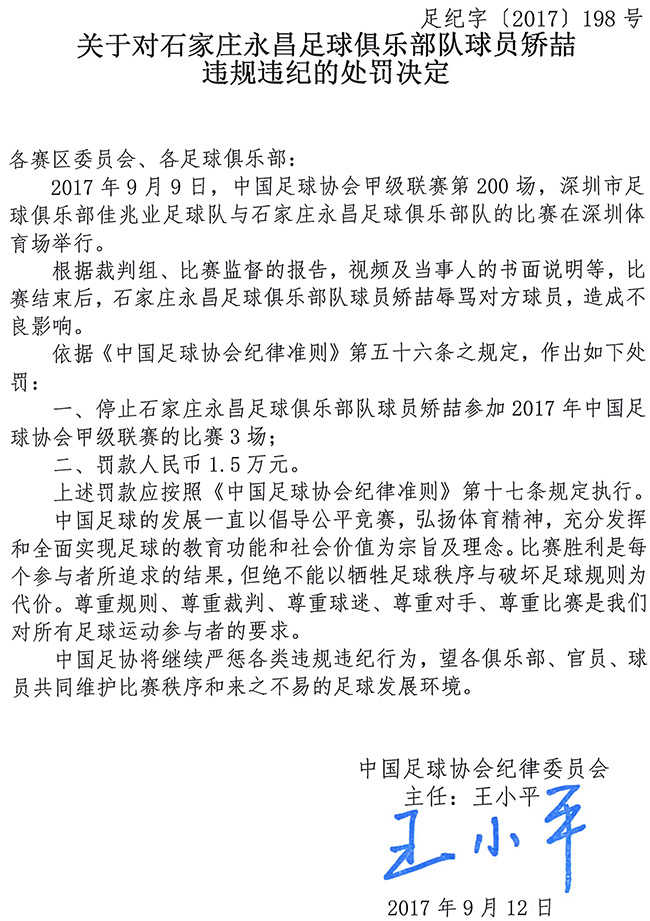 足纪字〔2017〕198 号
关于对石家庄永昌足球俱乐部队球员矫喆
违规违纪的处罚决定
各赛区委员会、各足球俱乐部：
2017 年 9 月 9 日，中国足球协会甲级联赛第 200 场，深圳市足
球俱乐部佳兆业足球队与石家庄永昌足球俱乐部队的比赛在深圳体
育场举行。
根据裁判组、比赛监督的报告，视频及当事人的书面说明等，比
赛结束后，石家庄永昌足球俱乐部队球员矫喆辱骂对方球员，造成不
良影响。
依据《中国足球协会纪律准则》第五十六条之规定，作出如下处
罚：
一、停止石家庄永昌足球俱乐部队球员矫喆参加 2017 年中国足
球协会甲级联赛的比赛 3 场；
二、罚款人民币 1.5 万元。
上述罚款应按照《中国足球协会纪律准则》第十七条规定执行。
中国足球的发展一直以倡导公平竞赛，弘扬体育精神，充分发挥
和全面实现足球的教育功能和社会价值为宗旨及理念。比赛胜利是每
个参与者所追求的结果，但绝不能以牺牲足球秩序与破坏足球规则为
代价。尊重规则、尊重裁判、尊重球迷、尊重对手、尊重比赛是我们
对所有足球运动参与者的要求。
中国足协将继续严惩各类违规违纪行为，望各俱乐部、官员、球
员共同维护比赛秩序和来之不易的足球发展环境。
中国足球协会纪律委员会
主任：王小平
王小平
2017 年 9 月 12 日